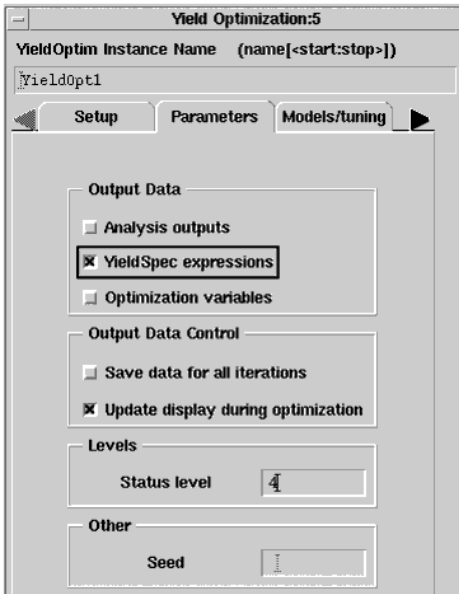 Yield Optimization:5
YieldOptim Instance Name (name[<start:stop>])
YieldOpt1
Setup Parameters Models/tuning
Output Data
Analysis outputs
YieldSpec expressions
Optimization variables
Output Data Control
Save data for all iterations
Update display during optimization
Levels
Status level 4
Other
Seed